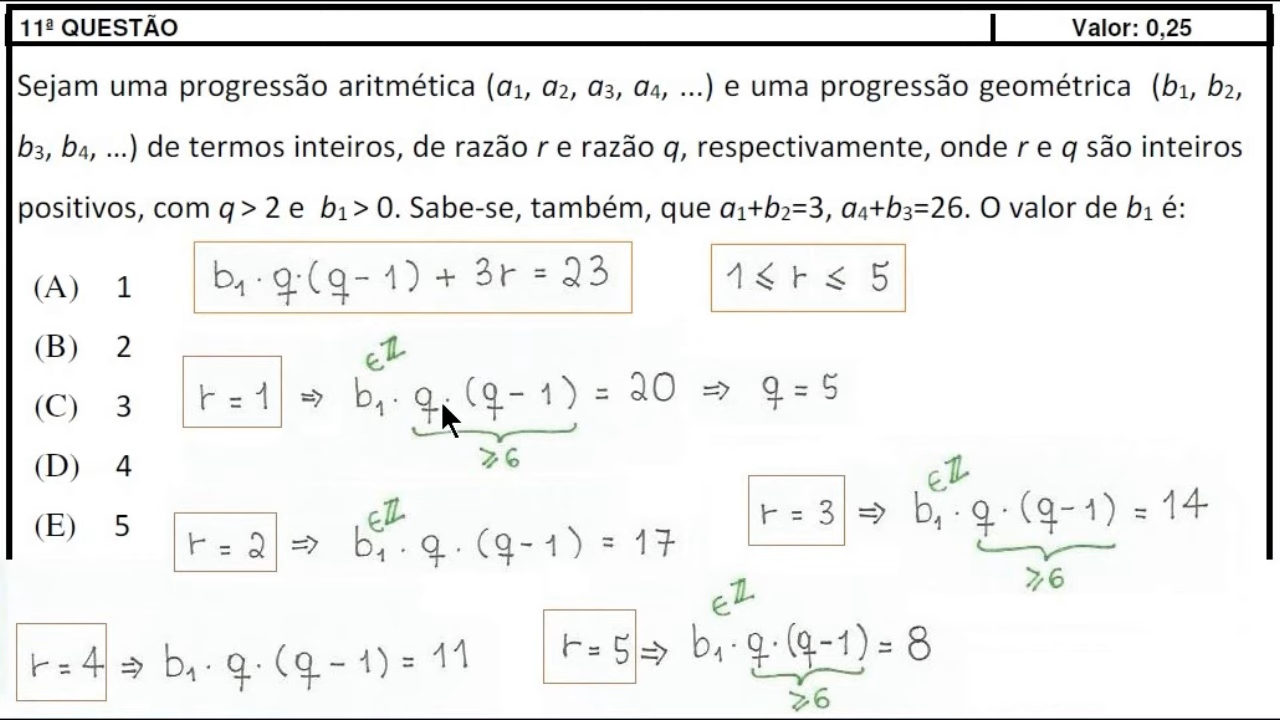 11ª QUESTÃO Valor: 0,25
Sejam uma progressão aritmética (a₁, a₂, a₃, a₄, ...) e uma progressão geométrica (b₁, b₂,
b₃, b₄, ...) de termos inteiros, de razão r e razão q, respectivamente, onde r e q são inteiros
positivos, com q > 2 e b₁ > 0. Sabe-se, também, que a₁+b₂=3, a₄+b₃=26. O valor de b₁ é:
(A) 1
b₁ · q · (q - 1) + 3r = 23
1 ≤ r ≤ 5
(B) 2
(C) 3
∈ℤ
r = 1 ⇒ b₁ · q · (q - 1) = 20 ⇒ q = 5
≥6
(D) 4
(E) 5
∈ℤ
r = 2 ⇒ b₁ · q · (q - 1) = 17
∈ℤ
r = 3 ⇒ b₁ · q · (q - 1) = 14
≥6
r = 4 ⇒ b₁ · q · (q - 1) = 11
∈ℤ
r = 5 ⇒ b₁ · q · (q - 1) = 8
≥6